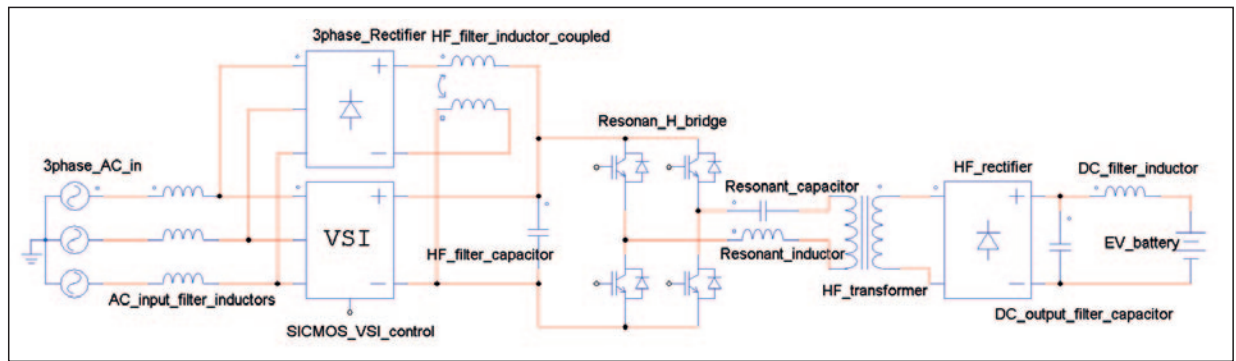 3phase_Rectifier
HF_filter_inductor_coupled
3phase_AC_in
VSI
AC_input_filter_inductors
SICMOS_VSI_control
HF_filter_capacitor
Resonan_H_bridge
Resonant_capacitor
Resonant_inductor
HF_transformer
HF_rectifier
DC_filter_inductor
EV_battery
DC_output_filter_capacitor